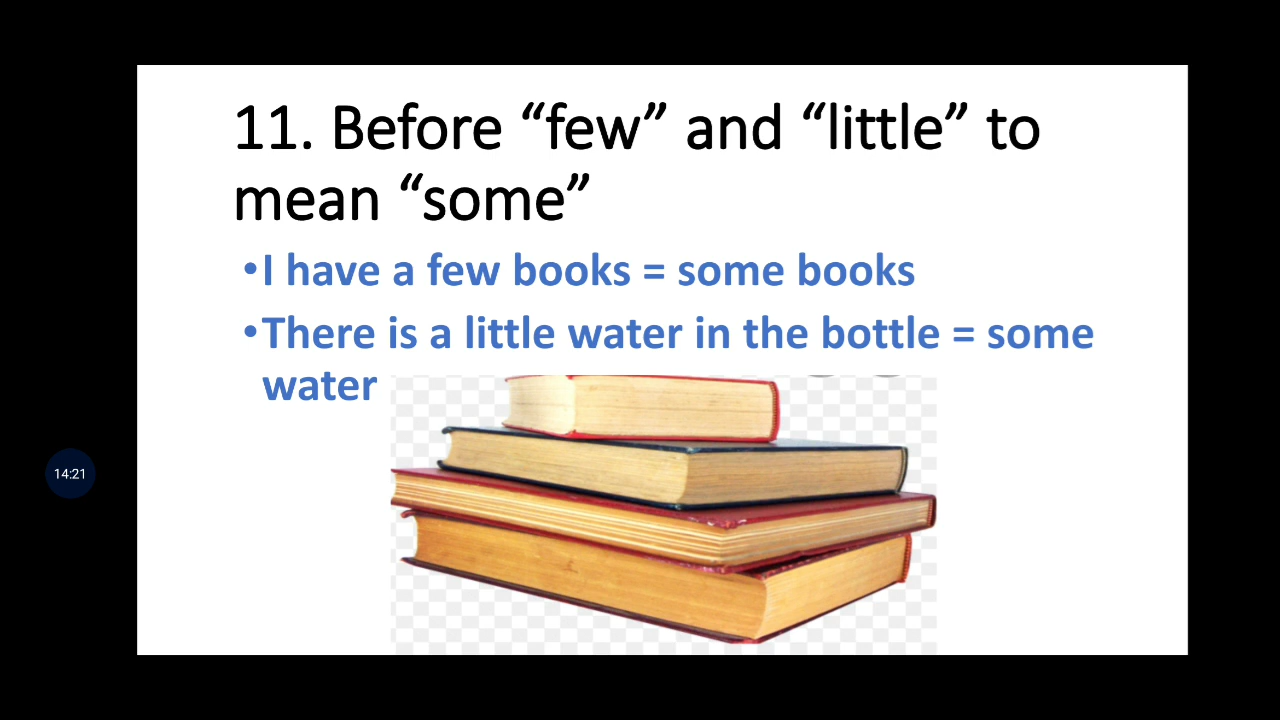 11. Before “few” and “little” to
mean “some”
•I have a few books = some books
•There is a little water in the bottle = some
water
14:21